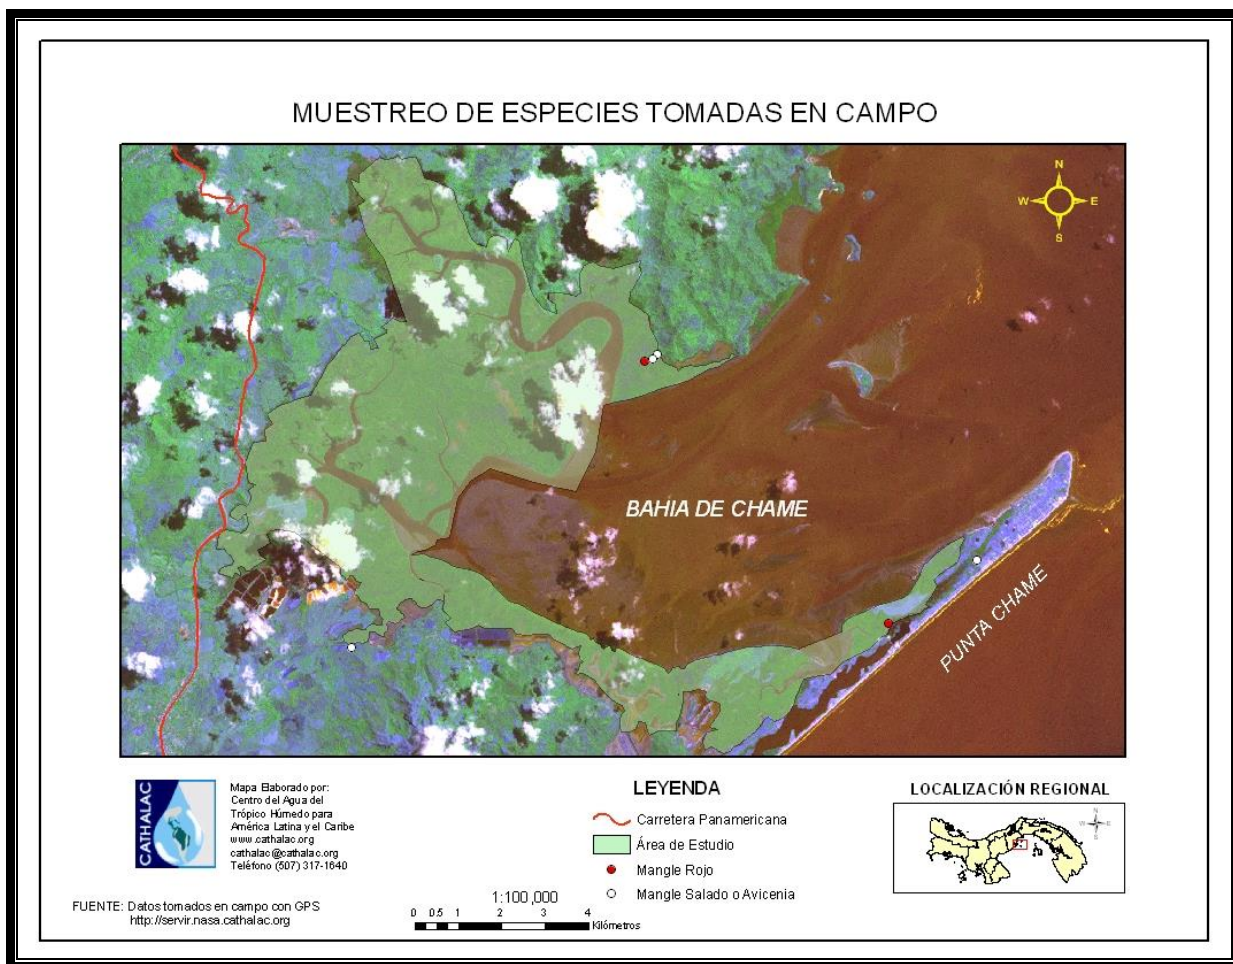 MUESTREO DE ESPECIES TOMADAS EN CAMPO
N
W E
S
BAHIA DE CHAME
PUNTA CHAME
CATHALAC
Mapa Elaborado por:
Centro del Agua del
Trópico Húmedo para
América Latina y el Caribe
www.cathalac.org
cathalac@cathalac.org
Teléfono (507) 317-1640
FUENTE: Datos tomados en campo con GPS
http://servir.nasa.cathalac.org
LEYENDA
Carretera Panamericana
Área de Estudio
Mangle Rojo
Mangle Salado o Avicenia
1:100,000
0 0.5 1 2 3 4
Kilómetros
LOCALIZACIÓN REGIONAL
N
W E
S